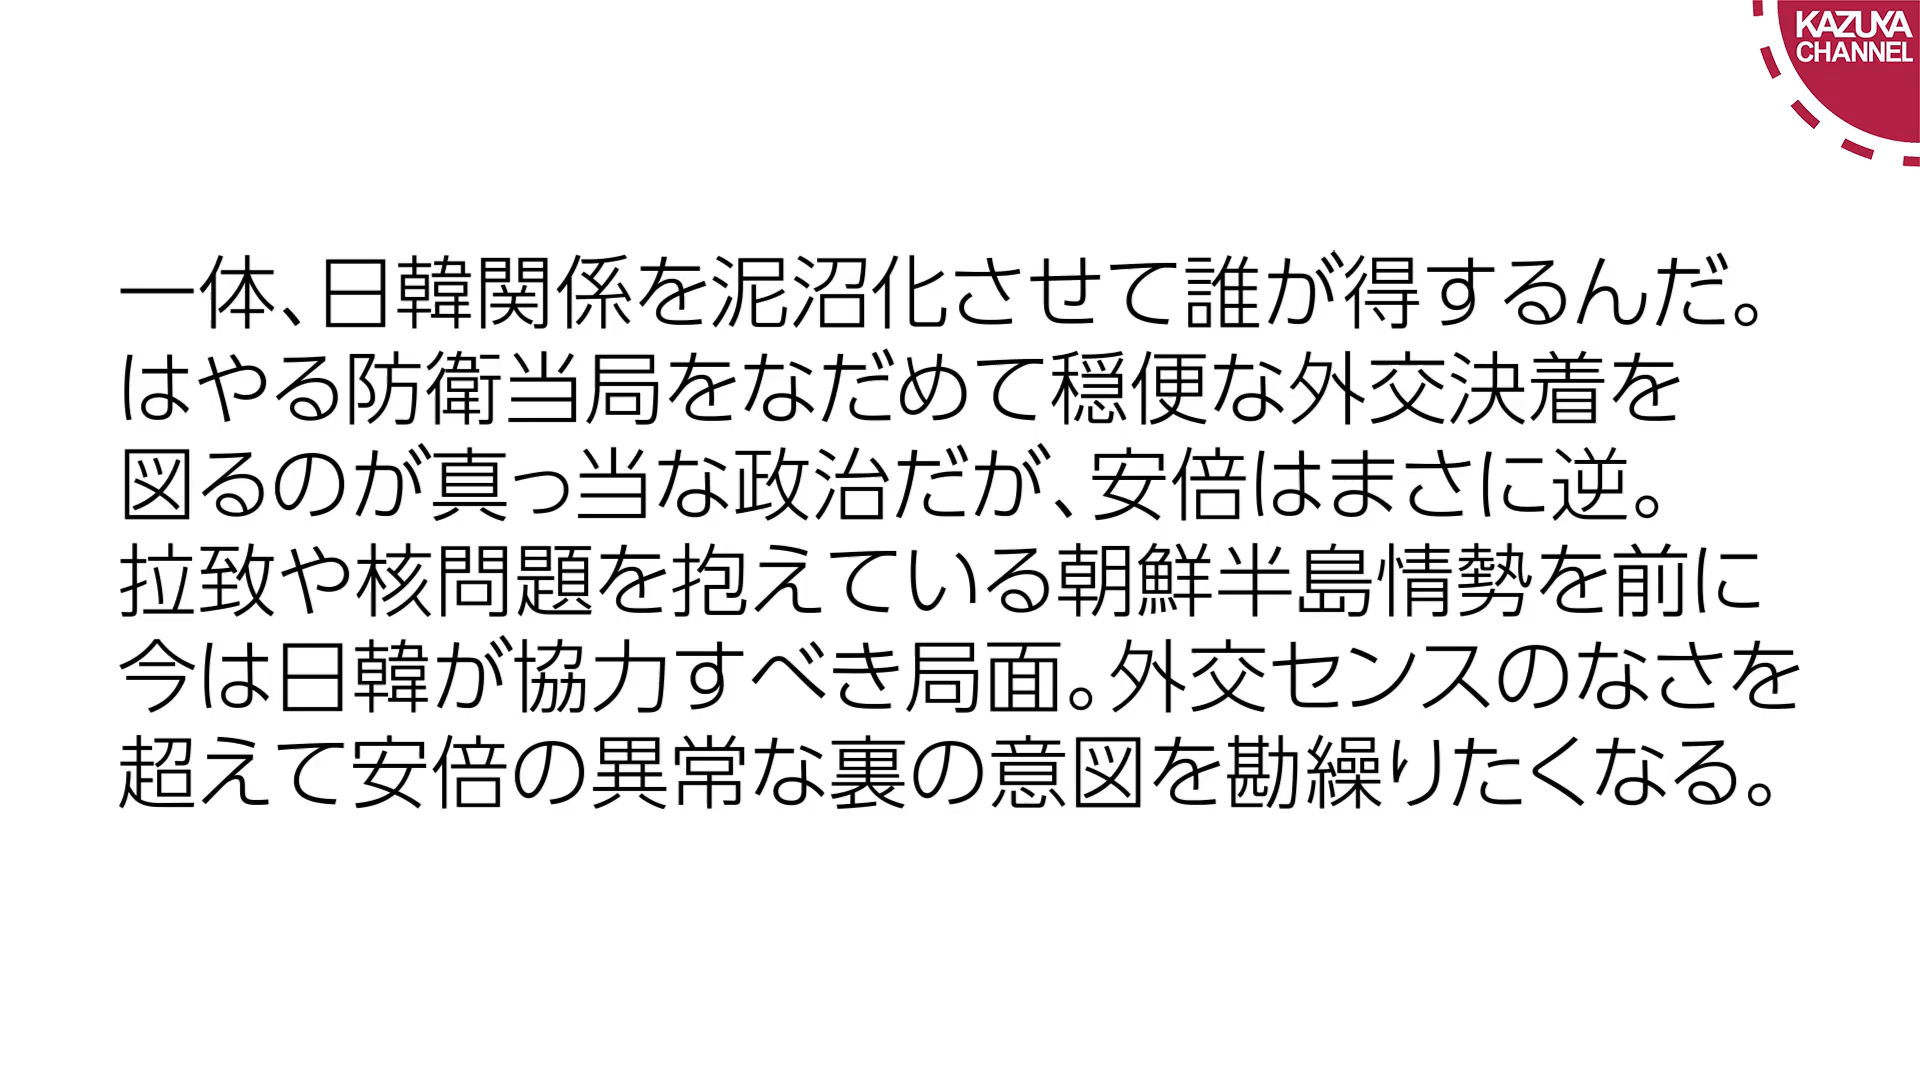 KAZUYA
CHANNEL
一体、日韓関係を泥沼化させて誰が得するんだ。
はやる防衛当局をなだめて穏便な外交決着を
図るのが真っ当な政治だが、安倍はまさに逆。
拉致や核問題を抱えている朝鮮半島情勢を前に
今は日韓が協力すべき局面。外交センスのなさを
超えて安倍の異常な裏の意図を勘繰りたくなる。